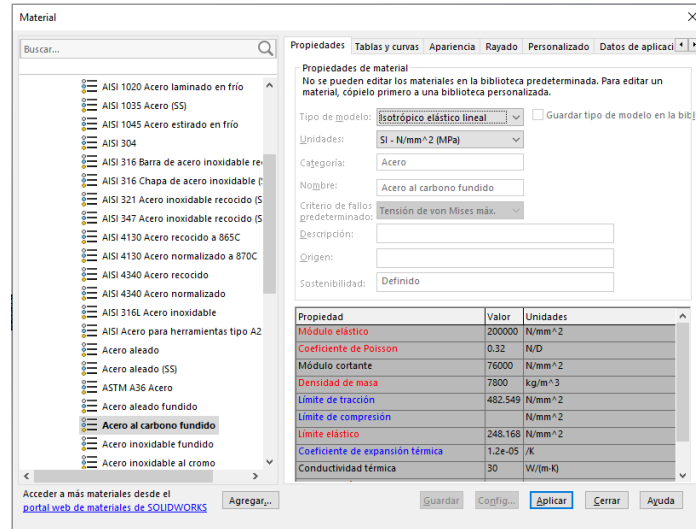 Material
Buscar...
AISI 1020 Acero laminado en frío
AISI 1035 Acero (SS)
AISI 1045 Acero estirado en frío
AISI 304
AISI 316 Barra de acero inoxidable re
AISI 316 Chapa de acero inoxidable (
AISI 321 Acero inoxidable recocido (S
AISI 347 Acero inoxidable recocido (S
AISI 4130 Acero recocido a 865C
AISI 4130 Acero normalizado a 870C
AISI 4340 Acero recocido
AISI 4340 Acero normalizado
AISI 316L Acero inoxidable
AISI Acero para herramientas tipo A2
Acero aleado
Acero aleado (SS)
ASTM A36 Acero
Acero aleado fundido
Acero al carbono fundido
Acero inoxidable fundido
Acero inoxidable al cromo
Acceder a más materiales desde el
portal web de materiales de SOLIDWORKS
Agregar...
Propiedades Tablas y curvas Apariencia Rayado Personalizado Datos de aplicaci
Propiedades de material
No se pueden editar los materiales en la biblioteca predeterminada. Para editar un
material, cópielo primero a una biblioteca personalizada.
Tipo de modelo: Isotrópico elástico lineal Guardar tipo de modelo en la bibl
Unidades: SI - N/mm^2 (MPa)
Categoría: Acero
Nombre: Acero al carbono fundido
Criterio de fallos
predeterminado: Tensión de von Mises máx.
Descripción:
Origen:
Sostenibilidad: Definido
Propiedad Valor Unidades
Módulo elástico 200000 N/mm^2
Coeficiente de Poisson 0.32 N/D
Módulo cortante 76000 N/mm^2
Densidad de masa 7800 kg/m^3
Límite de tracción 482.549 N/mm^2
Límite de compresión N/mm^2
Límite elástico 248.168 N/mm^2
Coeficiente de expansión térmica 1.2e-05 /K
Conductividad térmica 30 W/(m·K)
Guardar Config... Aplicar Cerrar Ayuda